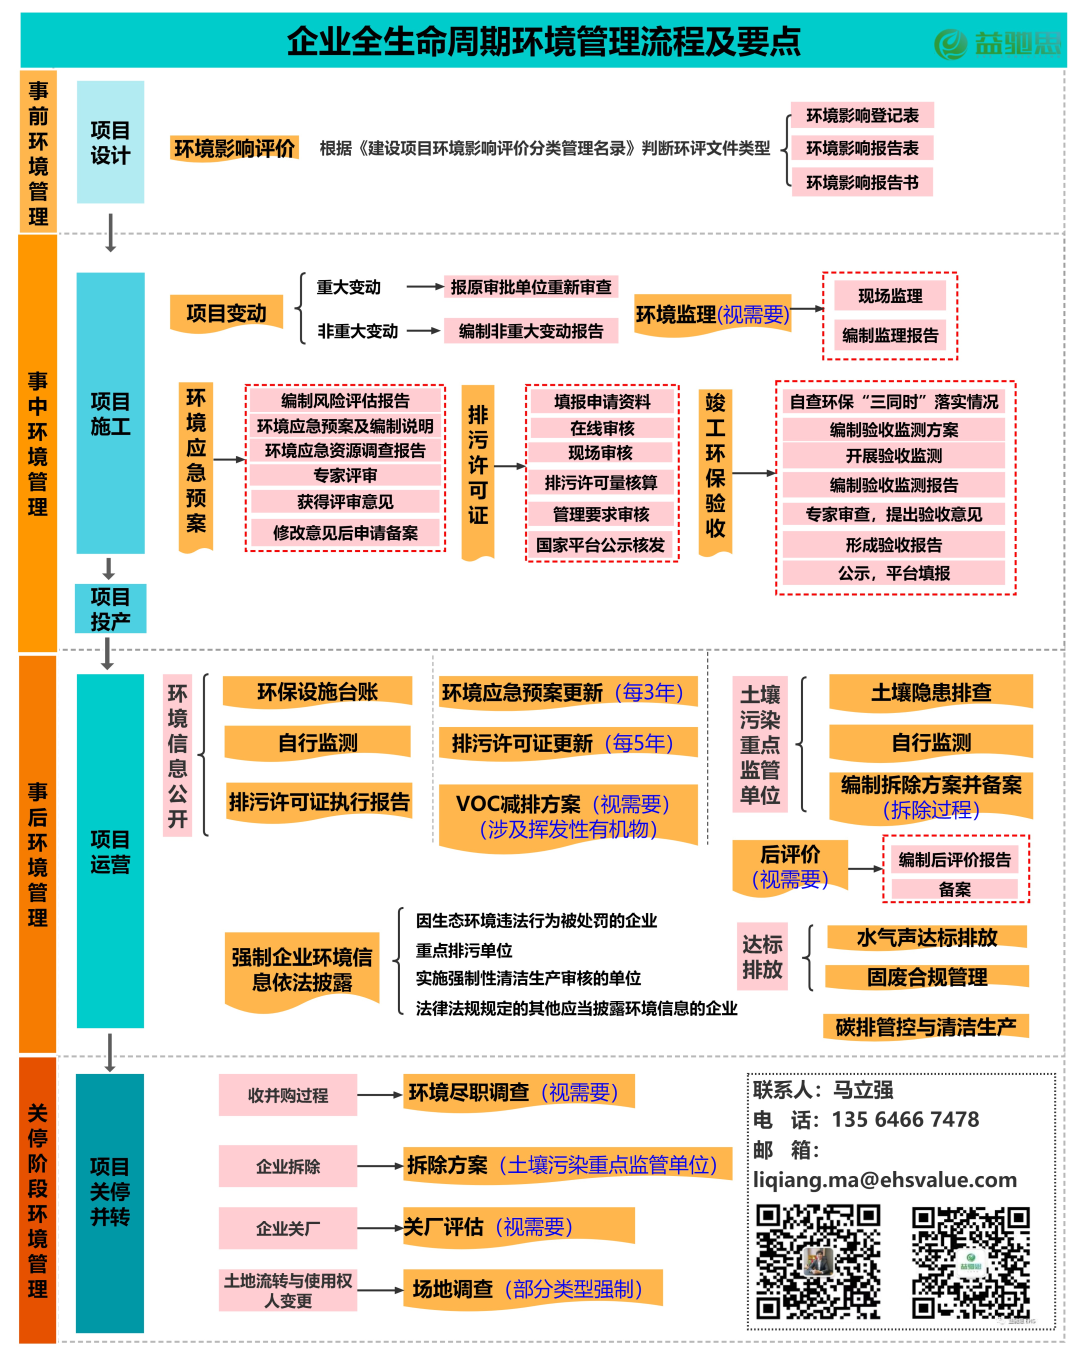 企业全生命周期环境管理流程及要点
益驰思
事前环境管理
项目
设计
环境影响评价
根据《建设项目环境影响评价分类管理名录》判断环评文件类型
环境影响登记表
环境影响报告表
环境影响报告书
事中环境管理
项目
施工
项目变动
重大变动
报原审批单位重新审查
非重大变动
编制非重大变动报告
环境监理(视需要)
现场监理
编制监理报告
环境应急预案
编制风险评估报告
环境应急预案及编制说明
环境应急资源调查报告
专家评审
获得评审意见
修改意见后申请备案
排污许可证
填报申请资料
在线审核
现场审核
排污许可量核算
管理要求审核
国家平台公示核发
竣工环保验收
自查环保“三同时”落实情况
编制验收监测方案
开展验收监测
编制验收监测报告
专家审查，提出验收意见
形成验收报告
公示，平台填报
项目
投产
事后环境管理
项目
运营
环境信息公开
环保设施台账
自行监测
排污许可证执行报告
环境应急预案更新（每3年）
排污许可证更新（每5年）
VOC减排方案（视需要）
（涉及挥发性有机物）
土壤
污染
重点
监管
单位
土壤隐患排查
自行监测
编制拆除方案并备案
（拆除过程）
后评价
（视需要）
编制后评价报告
备案
强制企业环境信
息依法披露
因生态环境违法行为被处罚的企业
重点排污单位
实施强制性清洁生产审核的单位
法律法规规定的其他应当披露环境信息的企业
达标
排放
水气声达标排放
固废合规管理
碳排管控与清洁生产
关停阶段环境管理
项目
关停
并转
收并购过程
环境尽职调查（视需要）
企业拆除
拆除方案（土壤污染重点监管单位）
企业关厂
关厂评估（视需要）
土地流转与使用权
人变更
场地调查（部分类型强制）
联系人：马立强
电 话：135 6466 7478
邮 箱：
liqiang.ma@ehsvalue.com
益驰思